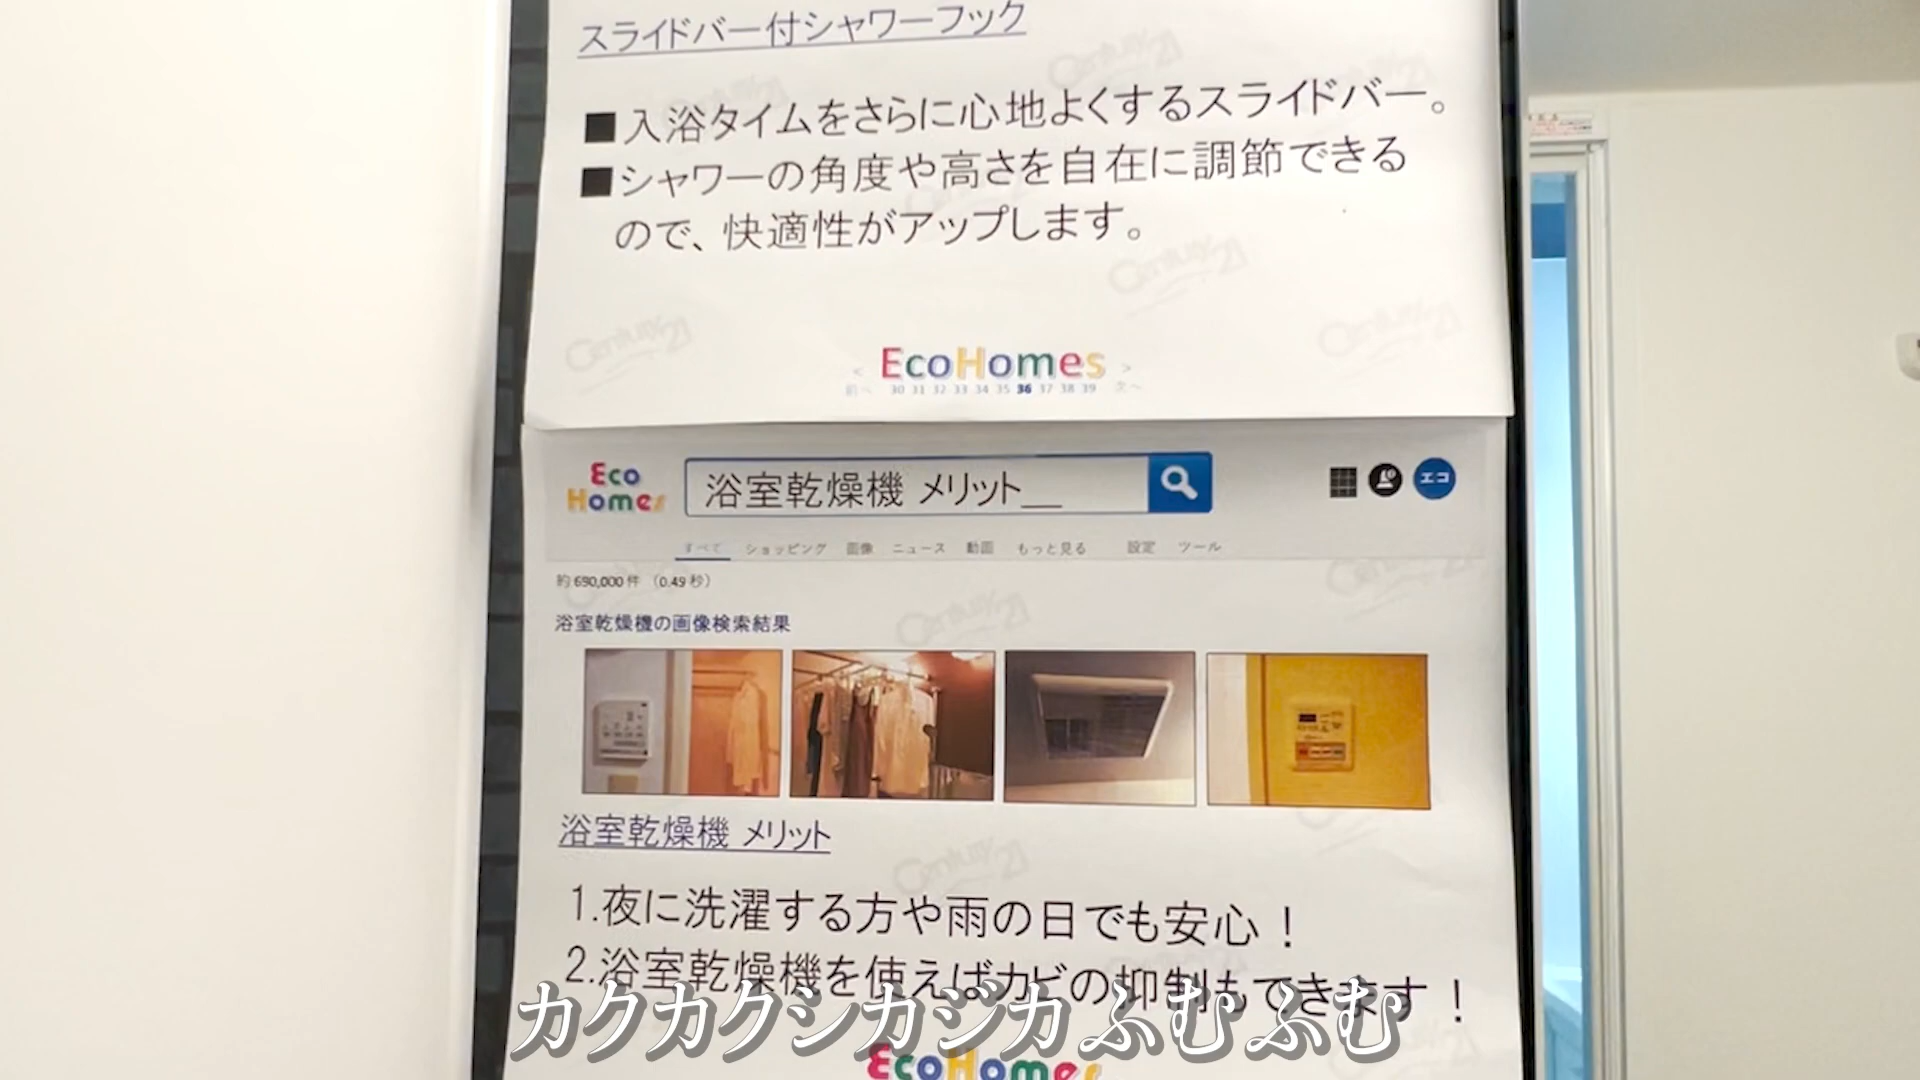 スライドバー付シャワーフック
■入浴タイムをさらに心地よくするスライドバー。
■シャワーの角度や高さを自在に調節できる
ので、快適性がアップします。
< EcoHomes >
前へ 30 31 32 33 34 35 36 37 38 39 次へ
Eco
Homes
浴室乾燥機 メリット__
エコ
すべて ショッピング 画像 ニュース 動画 もっと見る 設定 ツール
約 690,000 件 (0.49 秒)
浴室乾燥機の画像検索結果
浴室乾燥機 メリット
1.夜に洗濯する方や雨の日でも安心！
2.浴室乾燥機を使えばカビの抑制もできます！
カクカクシカジカ ふむふむ
EcoHomes
Century 21